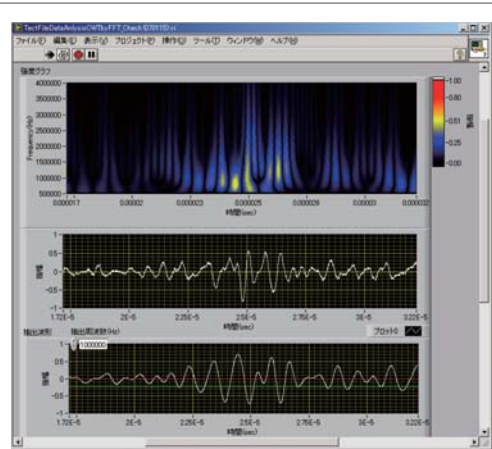 TextFileDataAnlysisCWTbyFFT_Check(070115).vi
ファイル(F) 編集(E) 表示(V) プロジェクト(P) 操作(O) ツール(T) ウィンドウ(W) ヘルプ(H)
強度グラフ
4000000
3500000
3000000
2500000
2000000
1500000
1000000
500000
Frequency(Hz)
0.000017 0.00002 0.000023 0.000025 0.000028 0.00003 0.000032
時間(sec)
1.00
0.80
0.51
0.25
0.00
振幅
1
0.5
0
-0.5
-1
振幅
1.72E-5 2E-5 2.25E-5 2.5E-5 2.75E-5 3E-5 3.22E-5
時間(sec)
抽出波形 抽出周波数(Hz) プロット0
1000000
1
0.5
0
-0.5
-1
振幅
1.72E-5 2E-5 2.25E-5 2.5E-5 2.75E-5 3E-5 3.22E-5
時間(sec)